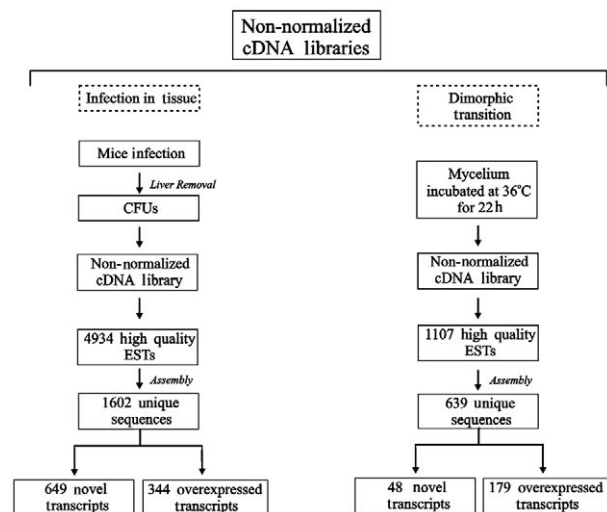 Non-normalized
cDNA libraries
Infection in tissue
Mice infection
Liver Removal
CFUs
Non-normalized
cDNA library
4934 high quality
ESTs
Assembly
1602 unique
sequences
649 novel
transcripts
344 overexpressed
transcripts
Dimorphic
transition
Mycelium
incubated at 36°C
for 22 h
Non-normalized
cDNA library
1107 high quality
ESTs
Assembly
639 unique
sequences
48 novel
transcripts
179 overexpressed
transcripts